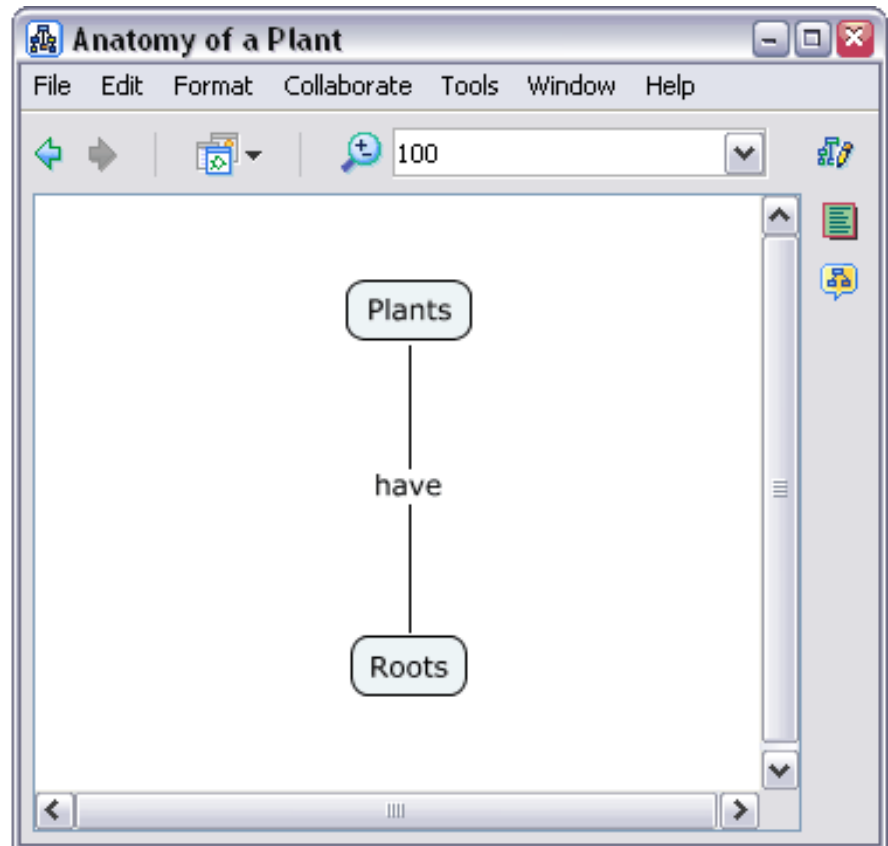 Anatomy of a Plant
File Edit Format Collaborate Tools Window Help
100
Plants
have
Roots